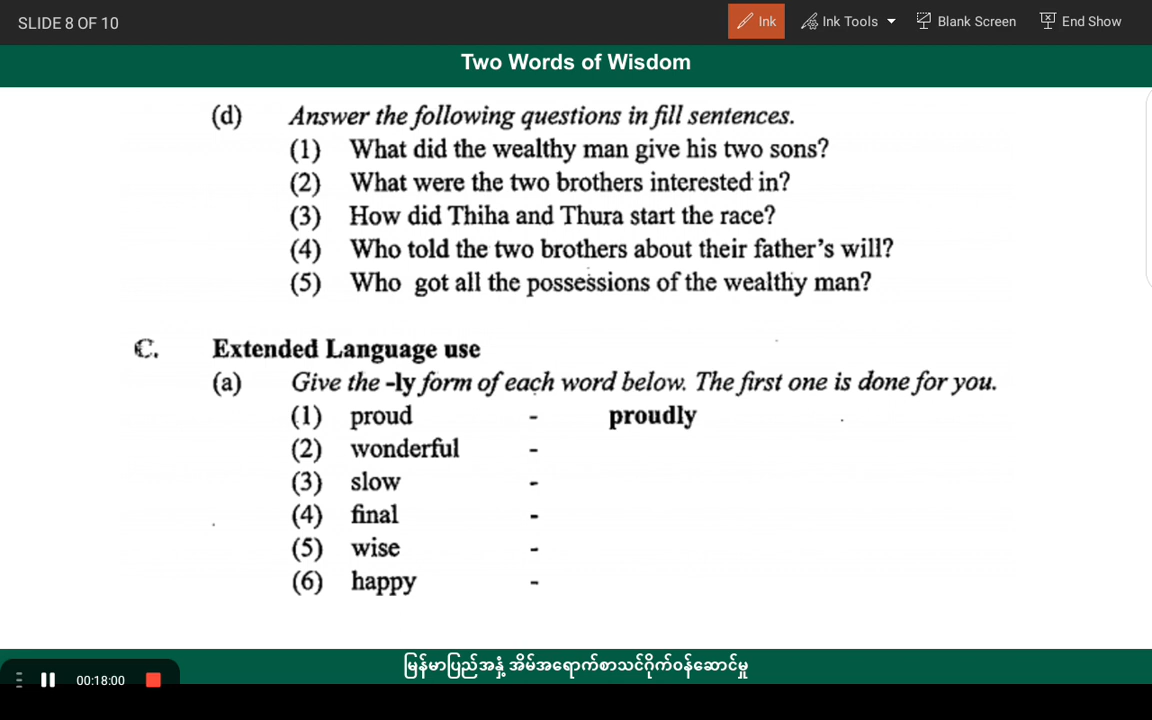 SLIDE 8 OF 10
Ink
Ink Tools
Blank Screen
End Show
Two Words of Wisdom
(d) Answer the following questions in fill sentences.
(1) What did the wealthy man give his two sons?
(2) What were the two brothers interested in?
(3) How did Thiha and Thura start the race?
(4) Who told the two brothers about their father's will?
(5) Who got all the possessions of the wealthy man?
C. Extended Language use
(a) Give the -ly form of each word below. The first one is done for you.
(1) proud - proudly
(2) wonderful -
(3) slow -
(4) final -
(5) wise -
(6) happy -
မြန်မာပြည်အနှံ့ အိမ်အရောက်စာသင်ဂိုက်ဝန်ဆောင်မှု
00:18:00